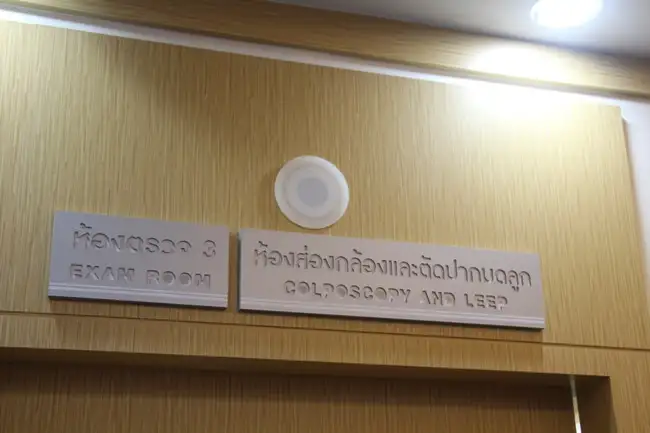 ห้องตรวจ 3
EXAM ROOM
ห้องส่องกล้องและตัดปากมดลูก
COLPOSCOPY AND LEEP